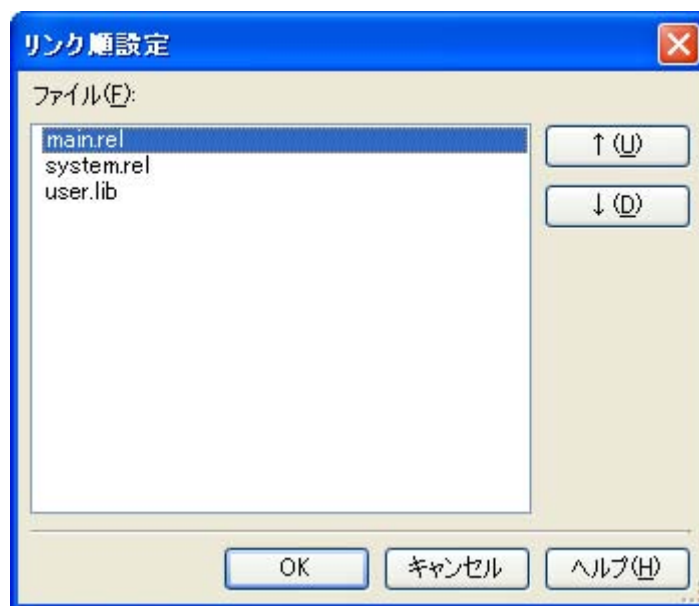 リンク順設定
ファイル(F):
main.rel
system.rel
user.lib
↑(U)
↓(D)
OK
キャンセル
ヘルプ(H)